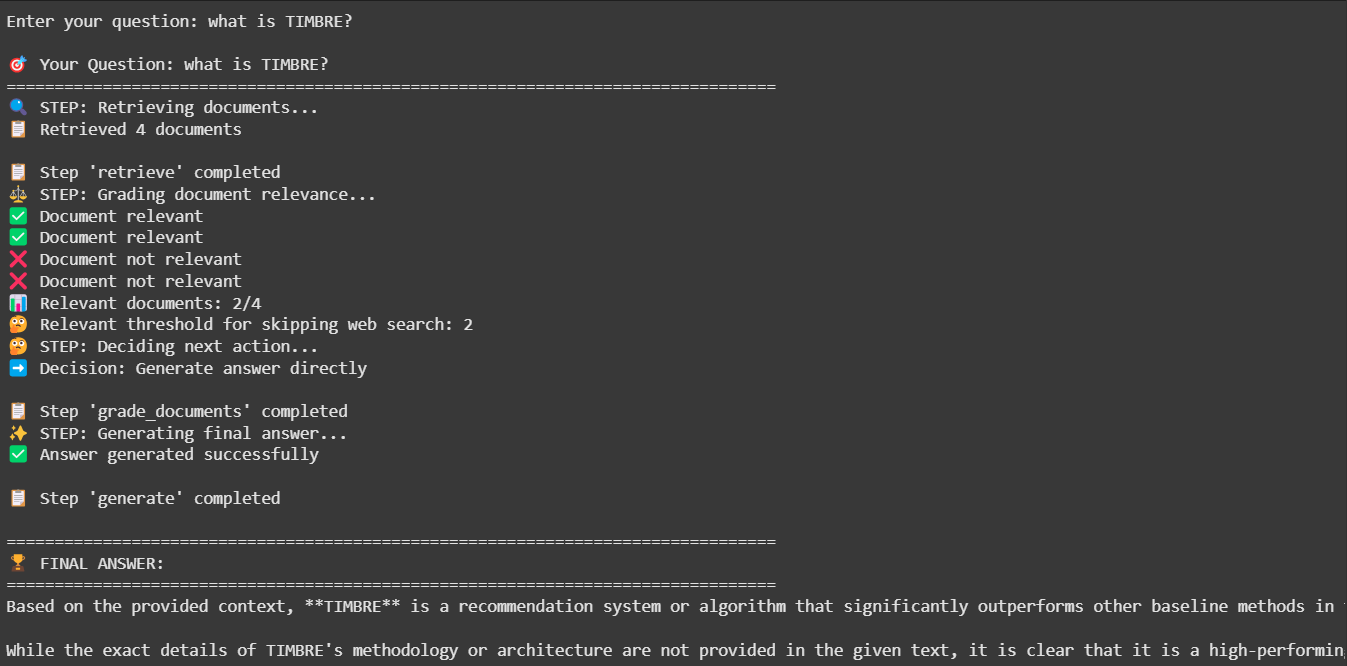 Enter your question: what is TIMBRE?
🎯 Your Question: what is TIMBRE?
================================================================================
🔍 STEP: Retrieving documents...
📋 Retrieved 4 documents
📋 Step 'retrieve' completed
⚖️ STEP: Grading document relevance...
✅ Document relevant
✅ Document relevant
❌ Document not relevant
❌ Document not relevant
📊 Relevant documents: 2/4
🤔 Relevant threshold for skipping web search: 2
🤔 STEP: Deciding next action...
➡️ Decision: Generate answer directly
📋 Step 'grade_documents' completed
✨ STEP: Generating final answer...
✅ Answer generated successfully
📋 Step 'generate' completed
================================================================================
🏆 FINAL ANSWER:
================================================================================
Based on the provided context, **TIMBRE** is a recommendation system or algorithm that significantly outperforms other baseline methods in
While the exact details of TIMBRE's methodology or architecture are not provided in the given text, it is clear that it is a high-performin